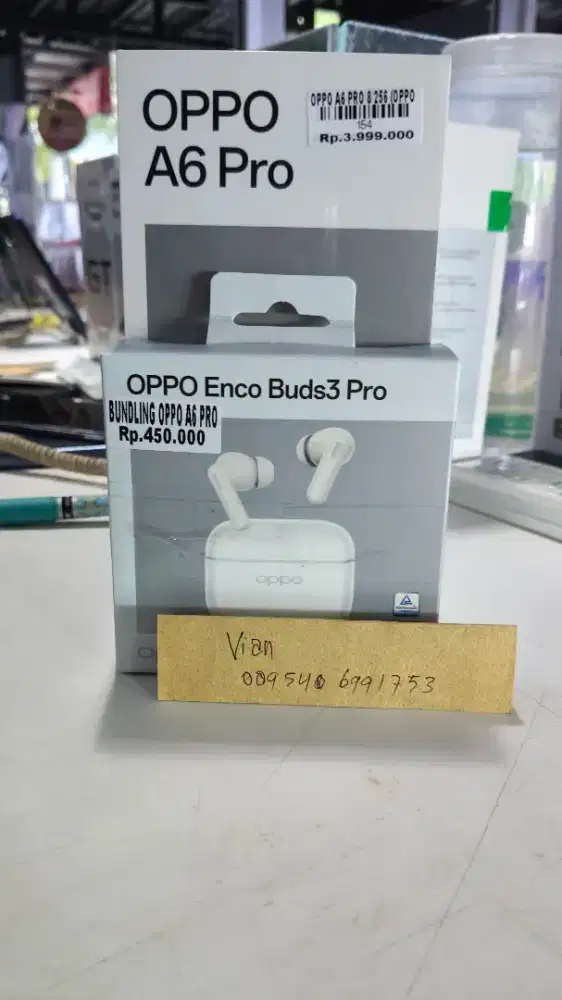 OPPO
A6 Pro
OPPO A6 PRO 8 256 (OPPO
154
Rp.3.999.000
OPPO Enco Buds3 Pro
BUNDLING OPPO A6 PRO
Rp.450.000
oppo
Vian
009540 6991753